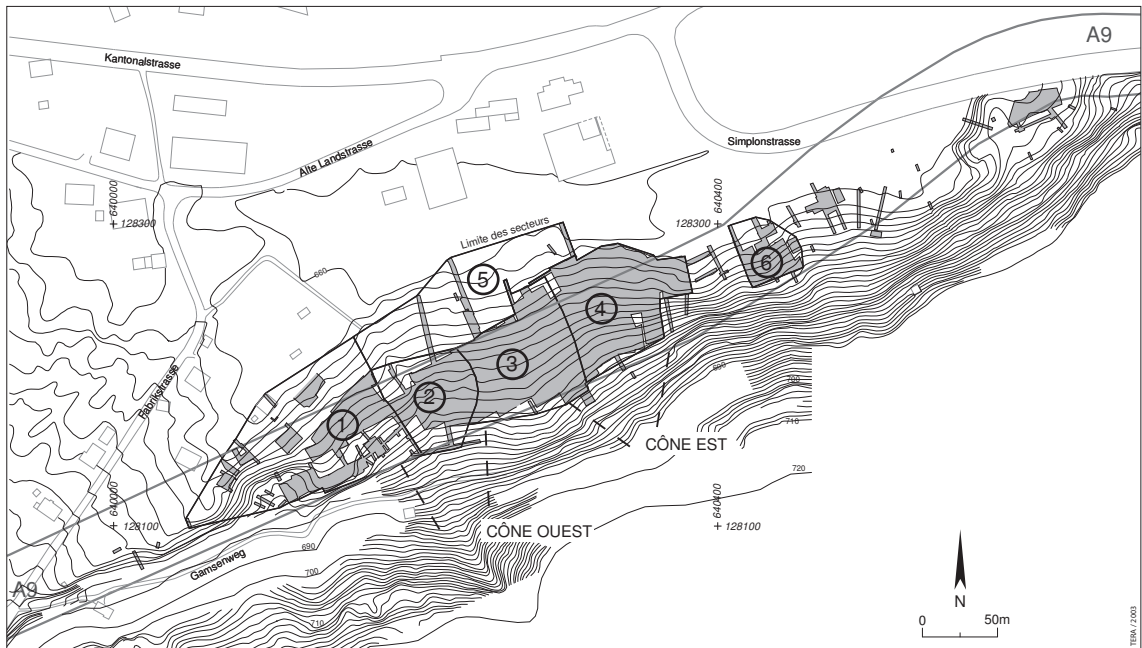 A9
Kantonalstrasse
Alte Landstrasse
Simplonstrasse
640000
+ 128300
640400
128300 +
Limite des secteurs
660
5
6
4
3
2
1
Fabrikstrasse
690
700
710
CÔNE EST
720
640000
+ 128100
640400
+ 128100
CÔNE OUEST
Gamsenweg
690
700
710
A9
N
0 50m
TERA / 2003